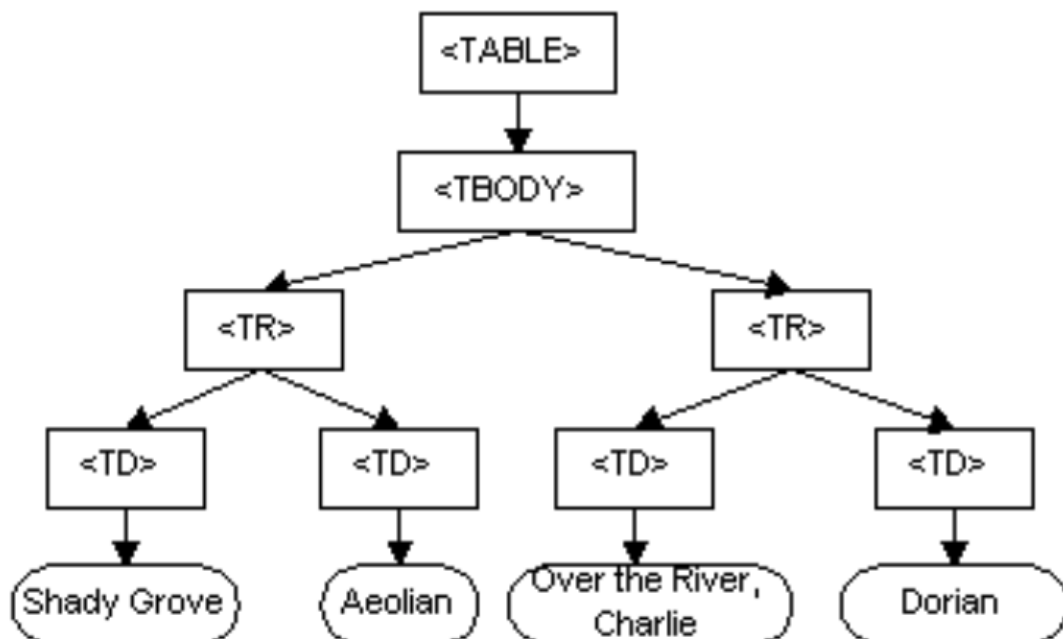 <TABLE>
<TBODY>
<TR> <TR>
<TD> <TD> <TD> <TD>
Shady Grove Aeolian Over the River, Dorian
Charlie